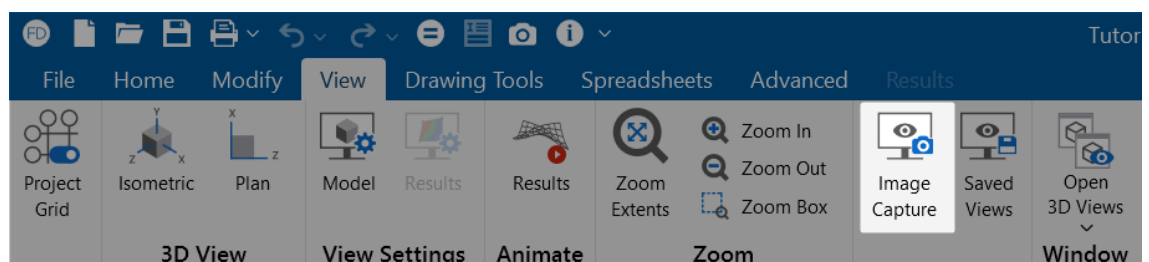 FD
Tutor
File Home Modify View Drawing Tools Spreadsheets Advanced Results
Y X
Z X Z
Zoom In
Zoom Out
Project Isometric Plan Model Results Results Zoom Image Saved Open
Grid Extents Zoom Box Capture Views 3D Views
3D View View Settings Animate Zoom Window